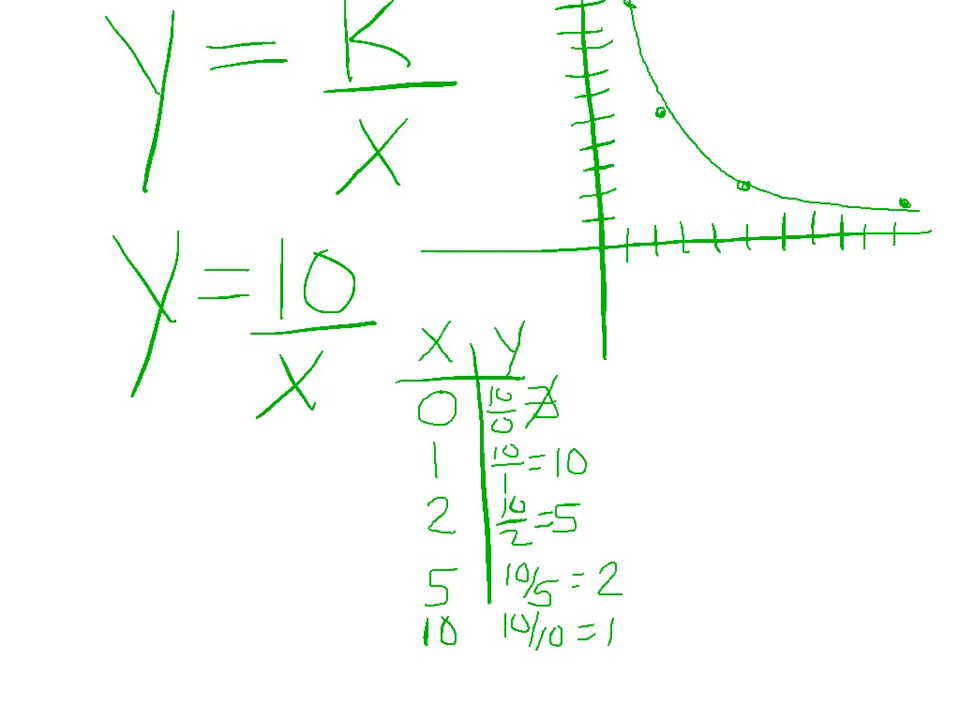 y = K/x
y = 10/x
x y
0 10/0
1 10/1 = 10
2 10/2 = 5
5 10/5 = 2
10 10/10 = 1